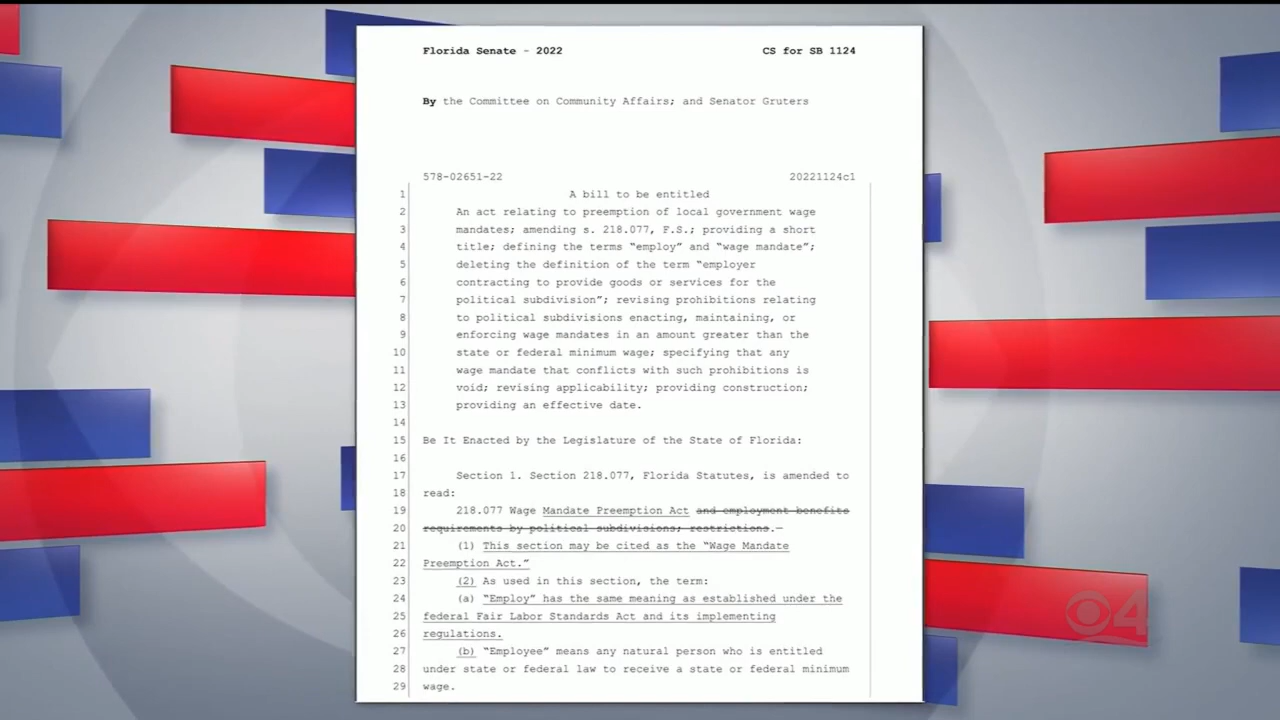 Florida Senate - 2022 CS for SB 1124
By the Committee on Community Affairs; and Senator Gruters
578-02651-22 20221124c1
1 A bill to be entitled
2 An act relating to preemption of local government wage
3 mandates; amending s. 218.077, F.S.; providing a short
4 title; defining the terms “employ” and “wage mandate”;
5 deleting the definition of the term “employer
6 contracting to provide goods or services for the
7 political subdivision”; revising prohibitions relating
8 to political subdivisions enacting, maintaining, or
9 enforcing wage mandates in an amount greater than the
10 state or federal minimum wage; specifying that any
11 wage mandate that conflicts with such prohibitions is
12 void; revising applicability; providing construction;
13 providing an effective date.
14
15 Be It Enacted by the Legislature of the State of Florida:
16
17 Section 1. Section 218.077, Florida Statutes, is amended to
18 read:
19 218.077 Wage Mandate Preemption Act and employment benefits
20 requirements by political subdivisions; restrictions.—
21 (1) This section may be cited as the “Wage Mandate
22 Preemption Act.”
23 (2) As used in this section, the term:
24 (a) “Employ” has the same meaning as established under the
25 federal Fair Labor Standards Act and its implementing
26 regulations.
27 (b) “Employee” means any natural person who is entitled
28 under state or federal law to receive a state or federal minimum
29 wage.
4